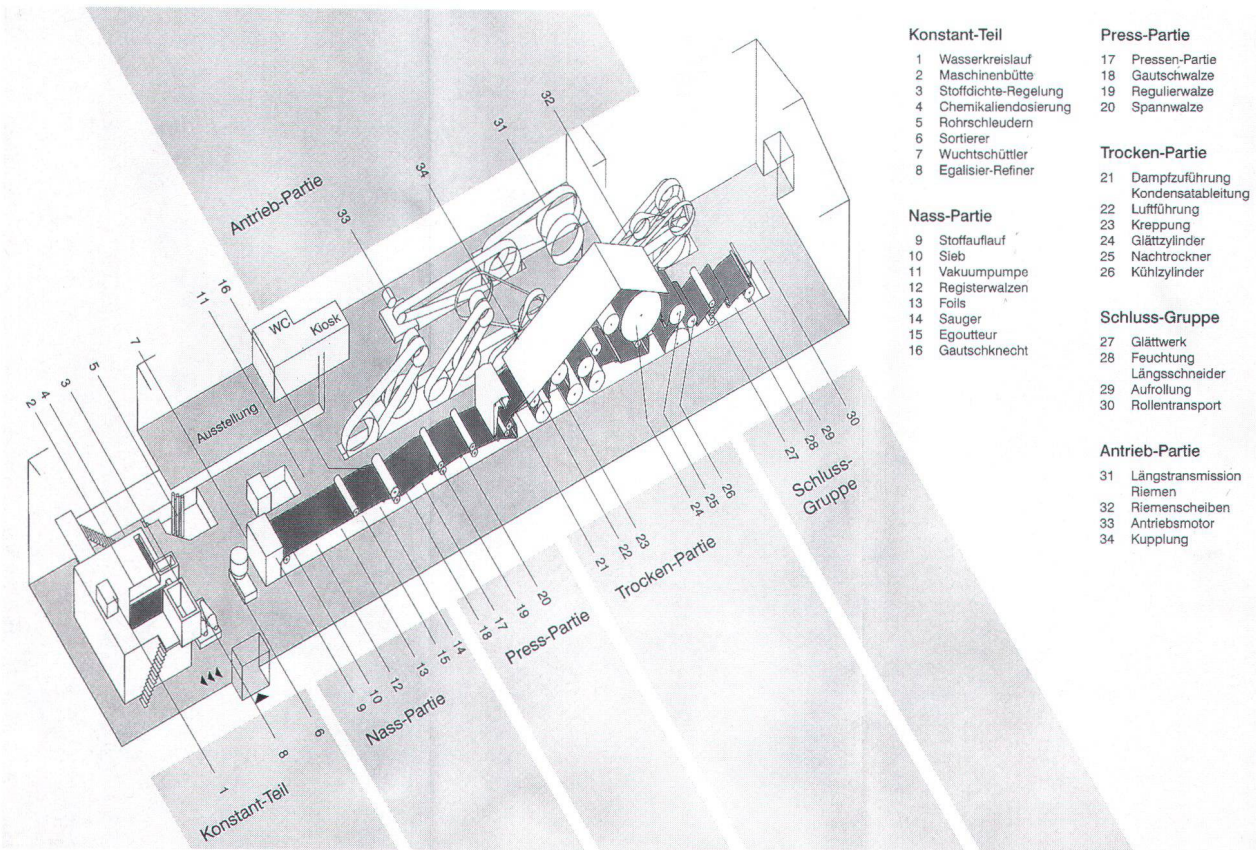 Konstant-Teil
1 Wasserkreislauf
2 Maschinenbütte
3 Stoffdichte-Regelung
4 Chemikaliendosierung
5 Rohrschleudern
6 Sortierer
7 Wuchtschüttler
8 Egalisier-Refiner
Nass-Partie
9 Stoffauflauf
10 Sieb
11 Vakuumpumpe
12 Registerwalzen
13 Foils
14 Sauger
15 Egoutteur
16 Gautschknecht
Press-Partie
17 Pressen-Partie
18 Gautschwalze
19 Regulierwalze
20 Spannwalze
Trocken-Partie
21 Dampfzuführung
Kondensatableitung
22 Luftführung
23 Kreppung
24 Glättzylinder
25 Nachtrockner
26 Kühlzylinder
Schluss-Gruppe
27 Glättwerk
28 Feuchtung
Längsschneider
29 Aufrollung
30 Rollentransport
Antrieb-Partie
31 Längstransmission
Riemen
32 Riemenscheiben
33 Antriebsmotor
34 Kupplung
Antrieb-Partie
32
31
34
33
16
11
7
5
3
4
2
WC
Kiosk
Ausstellung
1
8
6
9
10
12
13
15
14
18
17
19
20
21
22
23
24
25
26
27
28
29
30
Konstant-Teil
Nass-Partie
Press-Partie
Trocken-Partie
Schluss-
Gruppe